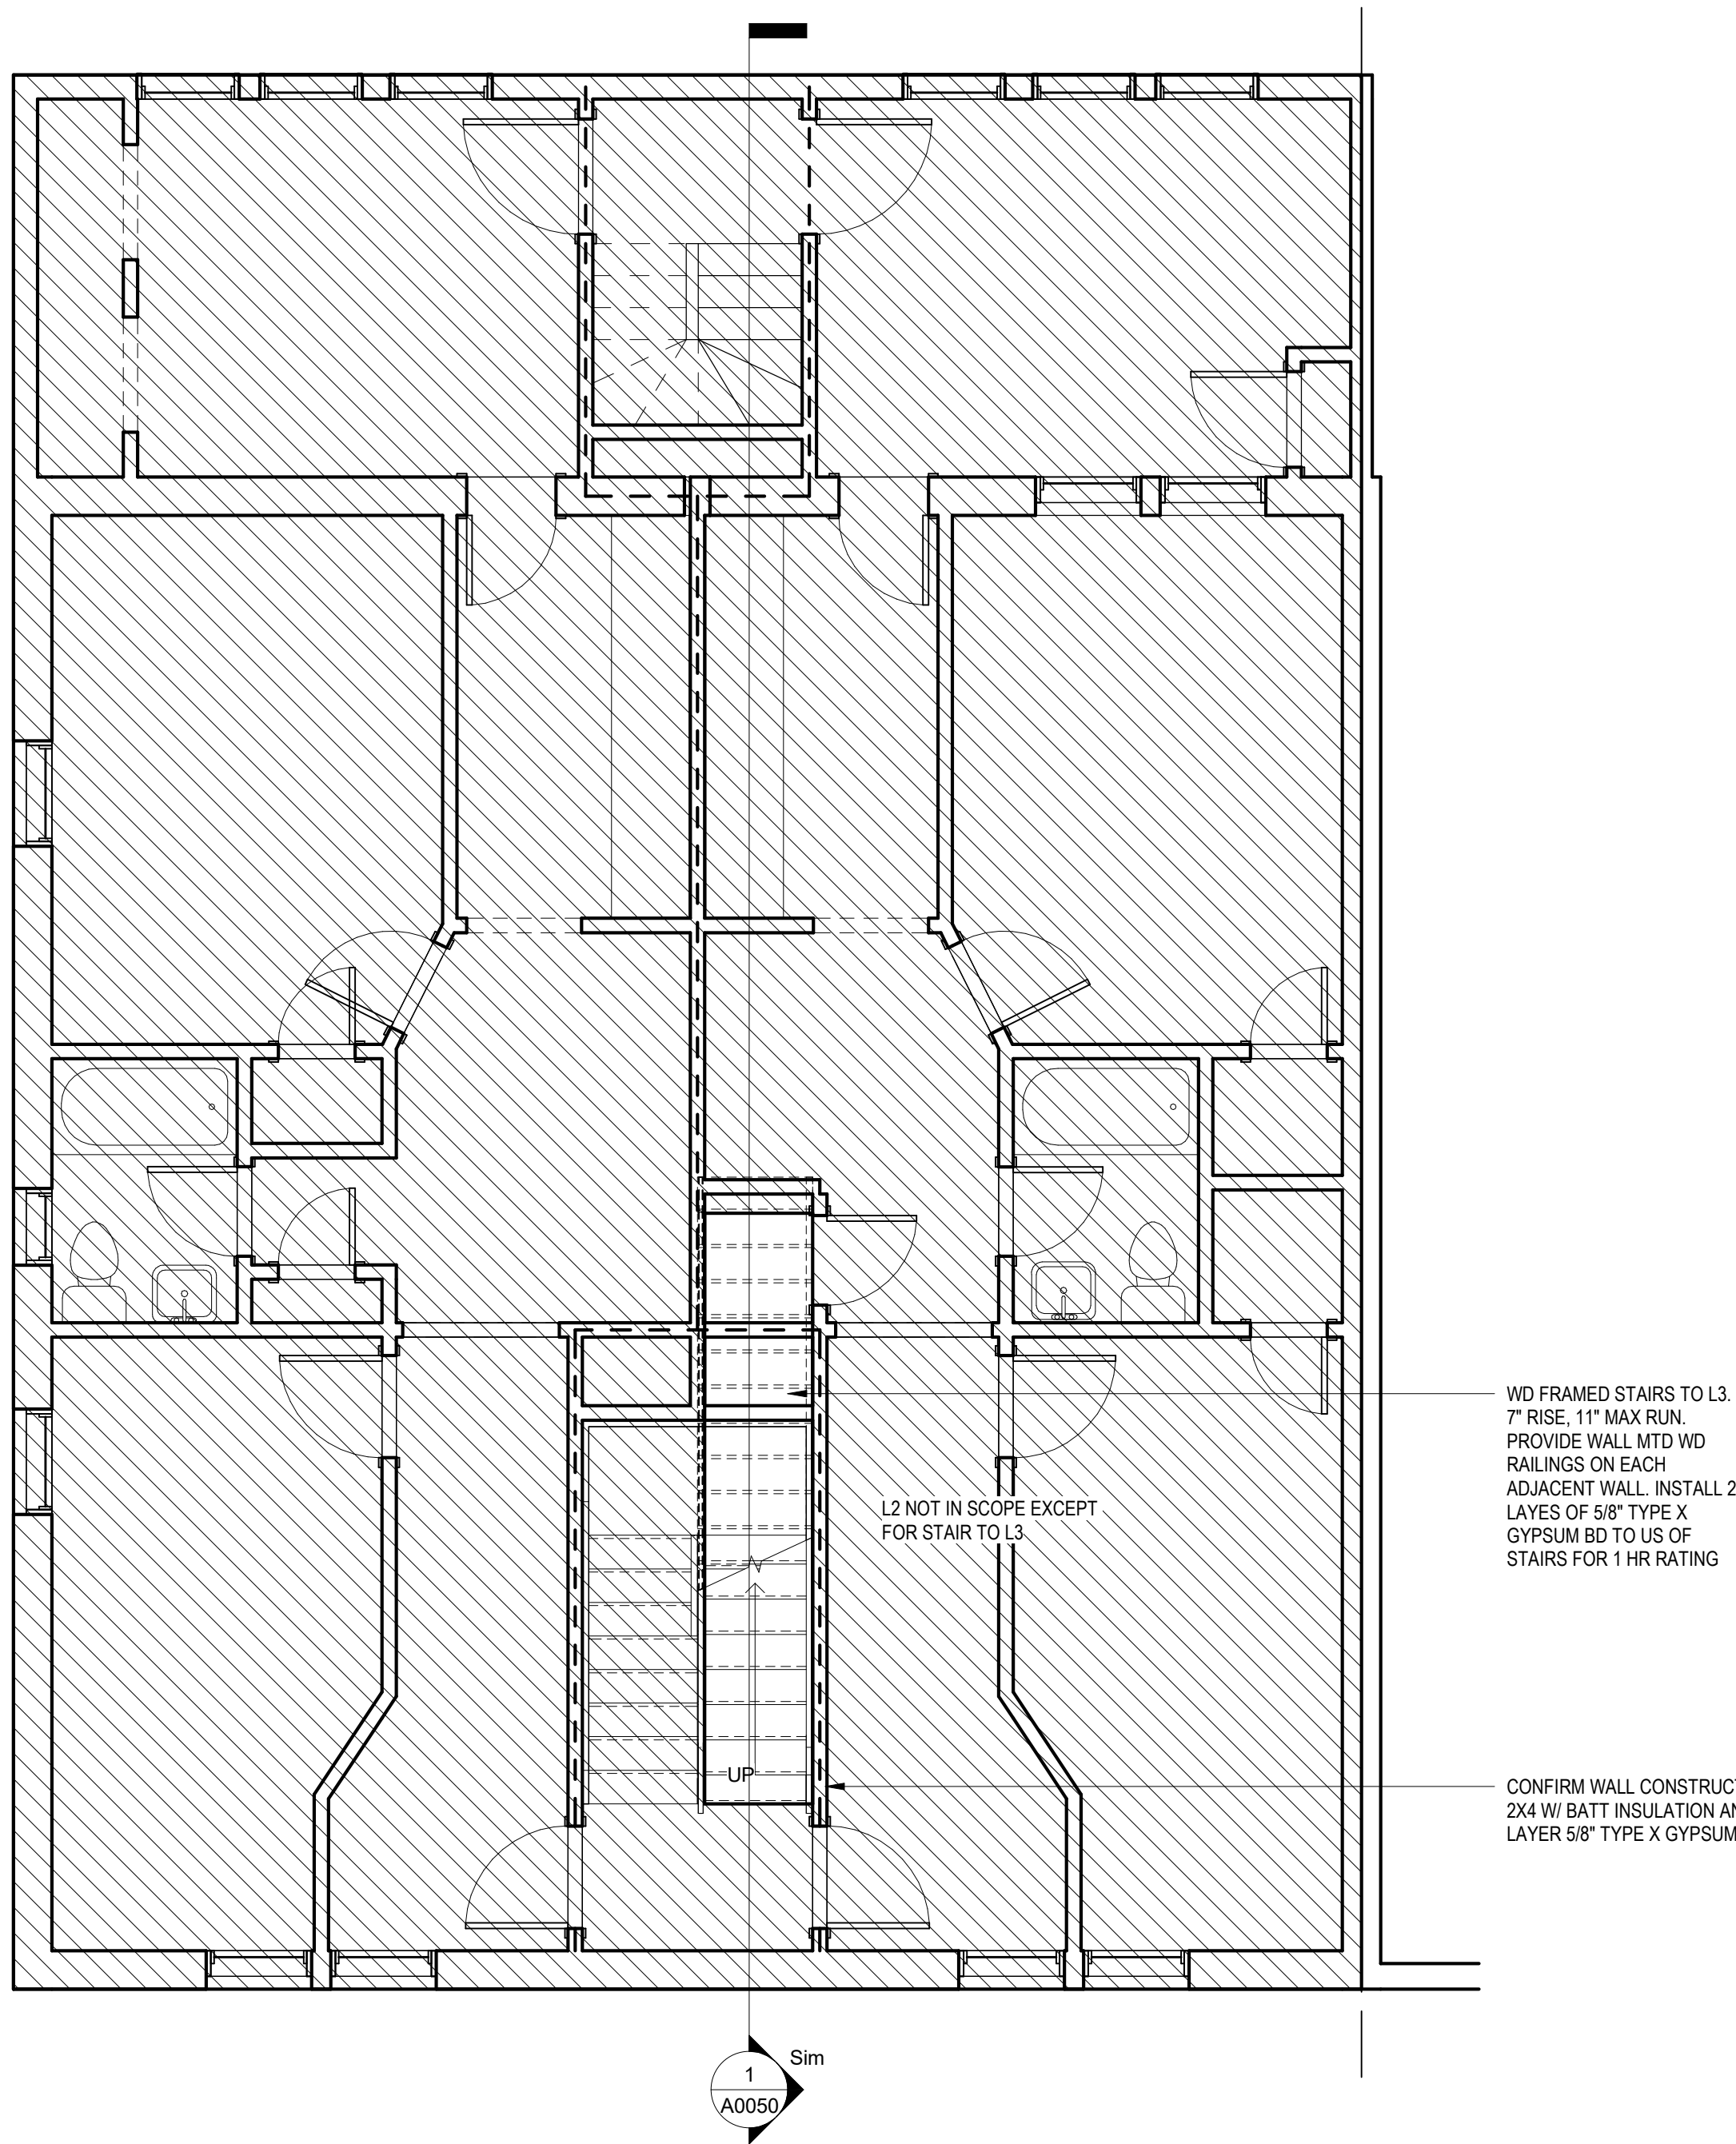 WD FRAMED STAIRS TO L3.
7" RISE, 11" MAX RUN.
PROVIDE WALL MTD WD
RAILINGS ON EACH
ADJACENT WALL. INSTALL 2
LAYES OF 5/8" TYPE X
GYPSUM BD TO US OF
STAIRS FOR 1 HR RATING
L2 NOT IN SCOPE EXCEPT
FOR STAIR TO L3
UP
CONFIRM WALL
2X4 W/ BATT INSULATION
LAYER 5/8" TYPE X GYPSUM
Sim
1
A0050